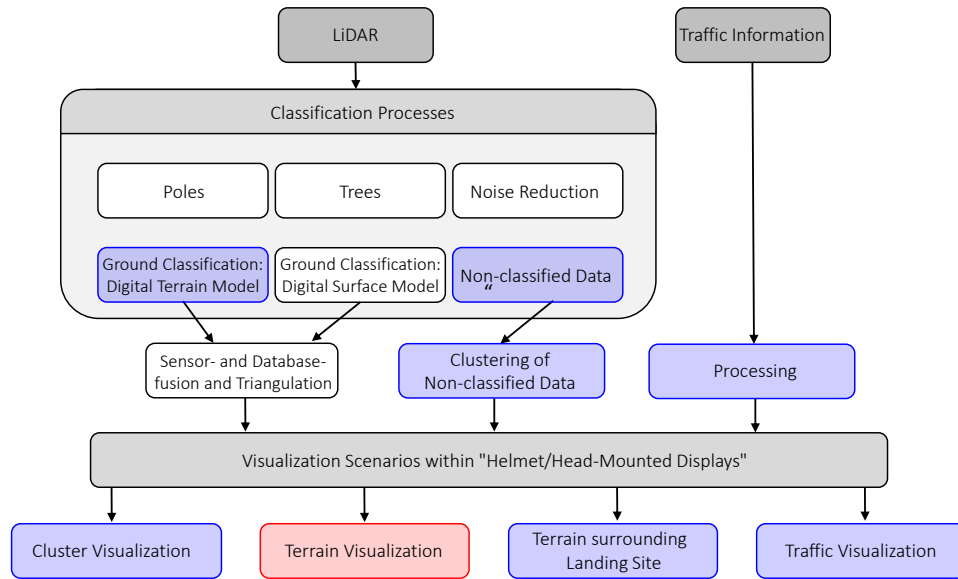 LiDAR
Traffic Information
Classification Processes
Poles
Trees
Noise Reduction
Ground Classification:
Digital Terrain Model
Ground Classification:
Digital Surface Model
Non-classified Data
“
Sensor- and Database-
fusion and Triangulation
Clustering of
Non-classified Data
Processing
Visualization Scenarios within "Helmet/Head-Mounted Displays"
Cluster Visualization
Terrain Visualization
Terrain surrounding
Landing Site
Traffic Visualization